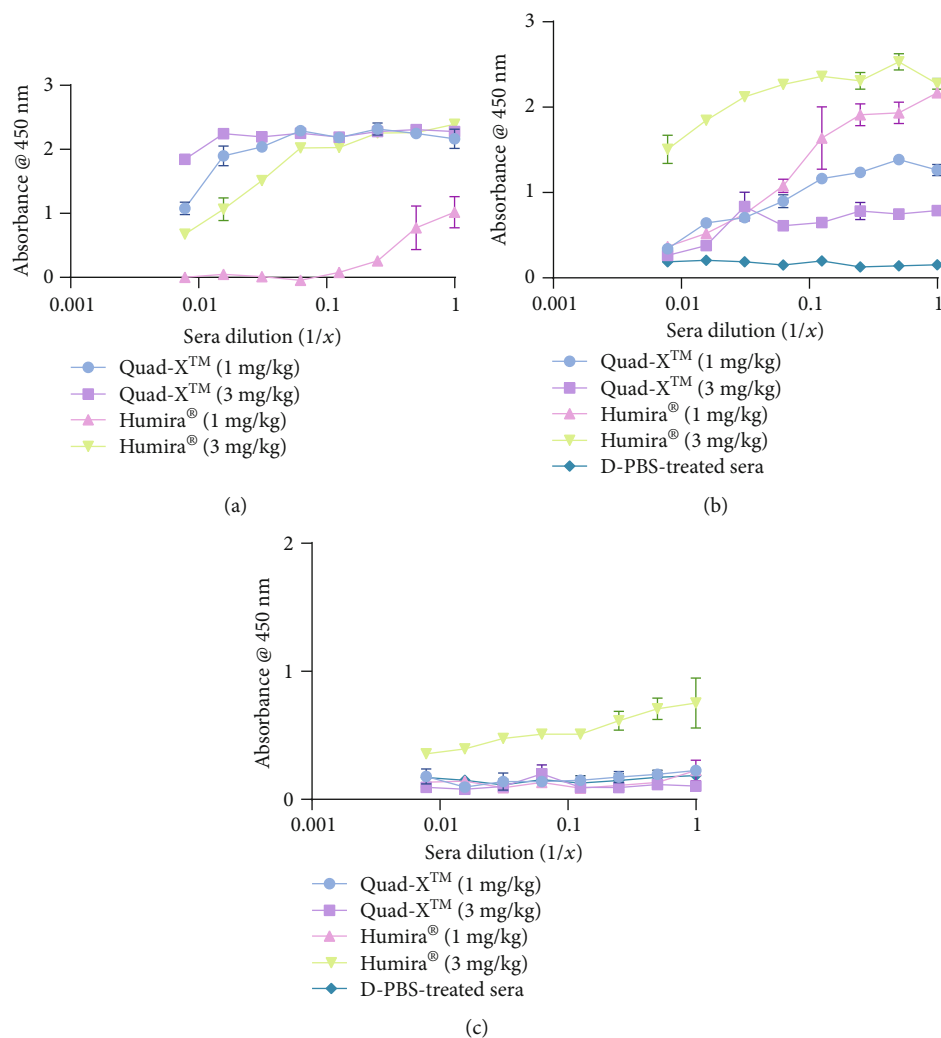 3
2
1
0
Absorbance @ 450 nm
0.001
0.01
0.1
1
Sera dilution (1/x)
Quad-X™ (1 mg/kg)
Quad-X™ (3 mg/kg)
Humira® (1 mg/kg)
Humira® (3 mg/kg)
(a)
3
2
1
0
Absorbance @ 450 nm
0.001
0.01
0.1
1
Sera dilution (1/x)
Quad-X™ (1 mg/kg)
Quad-X™ (3 mg/kg)
Humira® (1 mg/kg)
Humira® (3 mg/kg)
D-PBS-treated sera
(b)
2
1
0
Absorbance @ 450 nm
0.001
0.01
0.1
1
Sera dilution (1/x)
Quad-X™ (1 mg/kg)
Quad-X™ (3 mg/kg)
Humira® (1 mg/kg)
Humira® (3 mg/kg)
D-PBS-treated sera
(c)